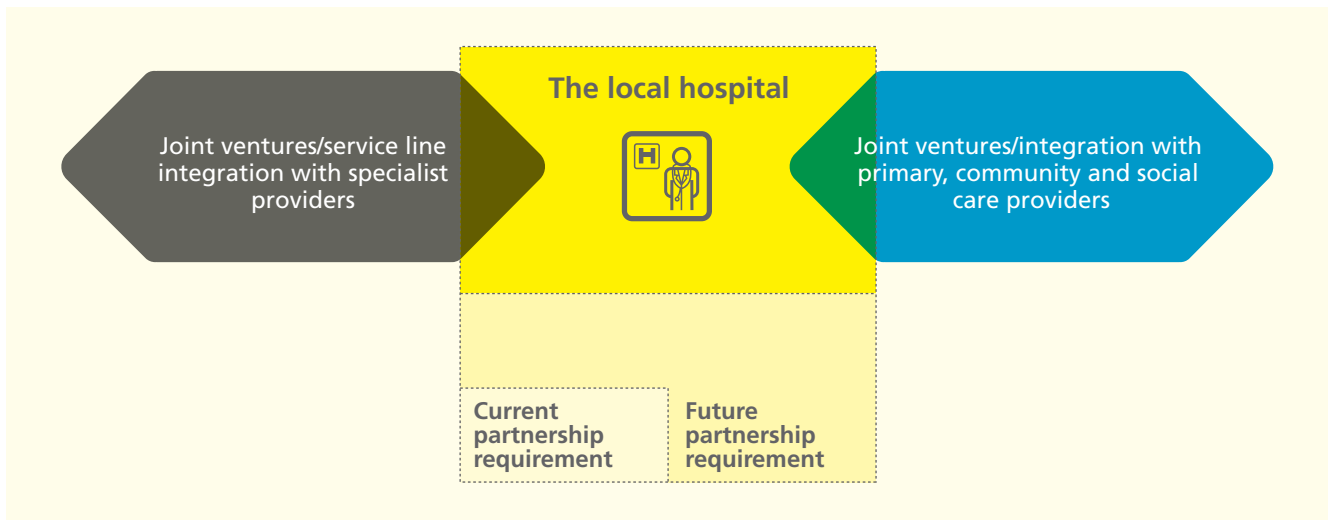 The local hospital
H
Joint ventures/service line
integration with specialist
providers
Joint ventures/integration with
primary, community and social
care providers
Current
partnership
requirement
Future
partnership
requirement